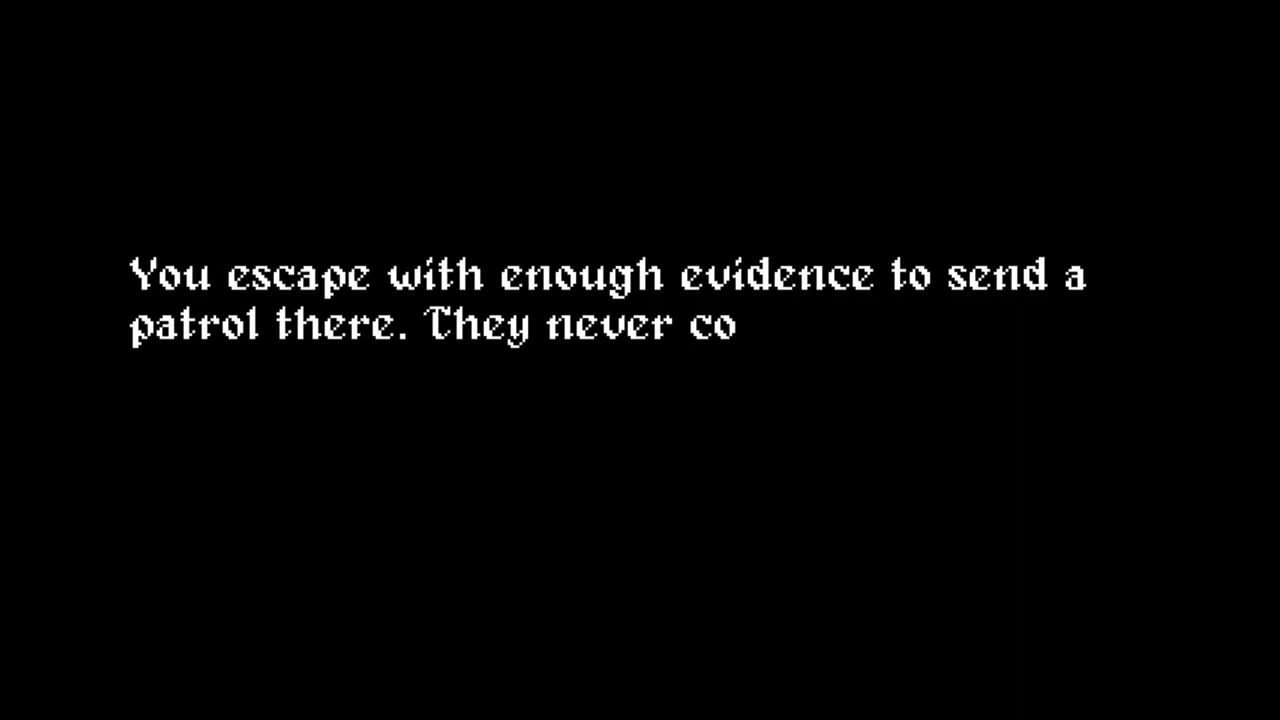 You escape with enough evidence to send a
patrol there. They never co